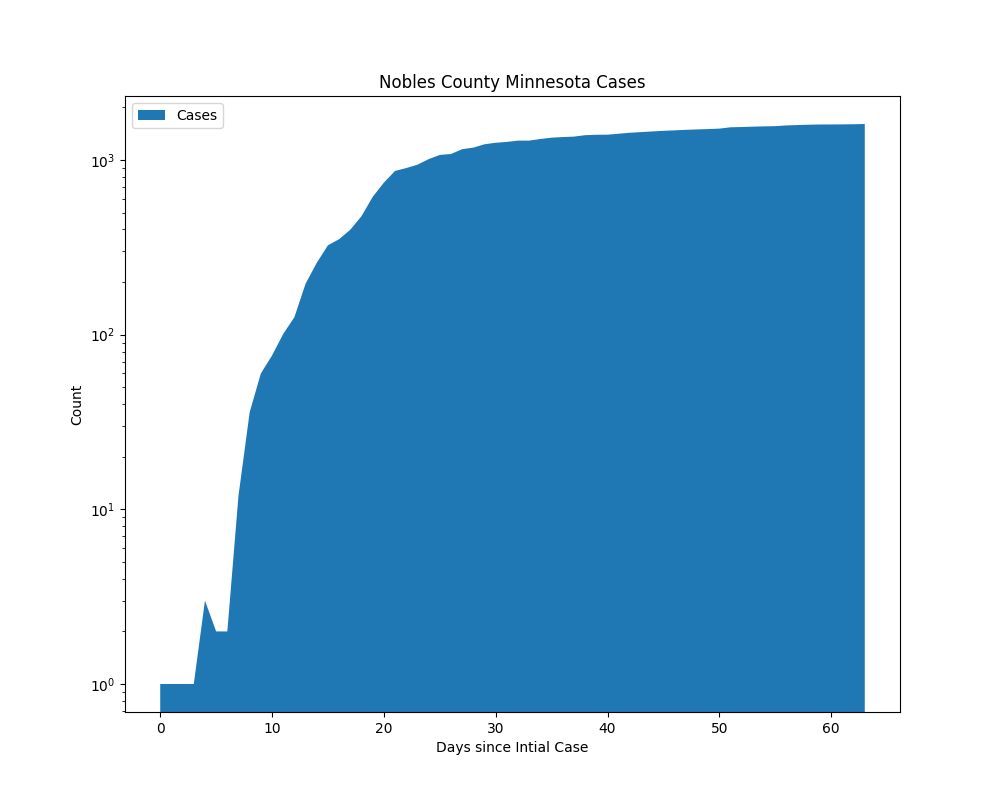 Nobles County Minnesota Cases
Cases
10³
10²
10¹
10⁰
Count
0 10 20 30 40 50 60
Days since Intial Case